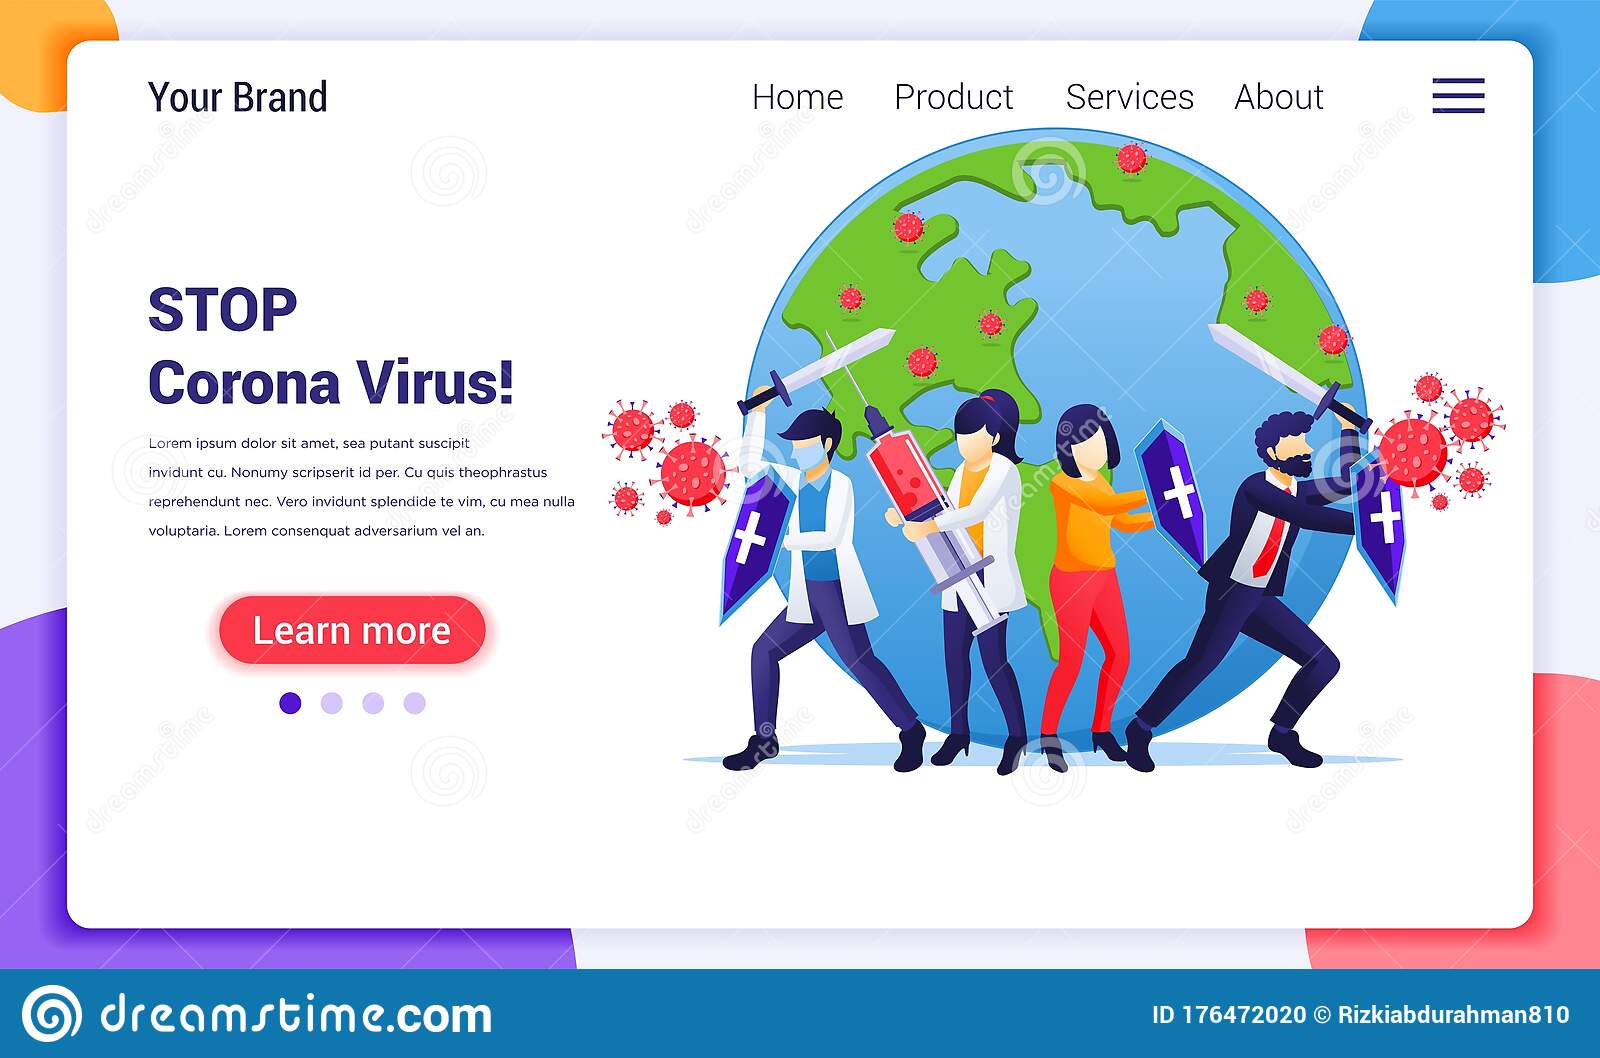 Your Brand
Home Product Services About
STOP
Corona Virus!
Lorem ipsum dolor sit amet, sea putant suscipit
invidunt cu. Nonumy scripserit id per. Cu quis theophrastus
reprehendunt nec. Vero invidunt splendide te vim, cu mea nulla
voluptaria. Lorem consequat adversarium vel an.
Learn more
dreamstime.com
ID 176472020 © Rizkiabdurahman810